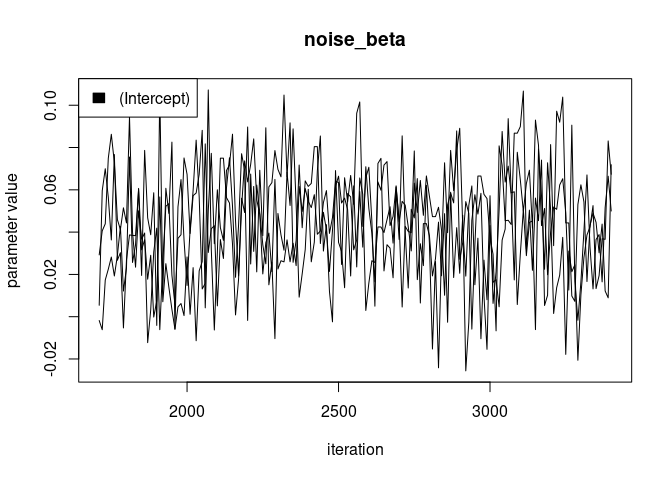 noise_beta
(Intercept)
parameter value
0.10
0.06
0.02
-0.02
2000 2500 3000
iteration